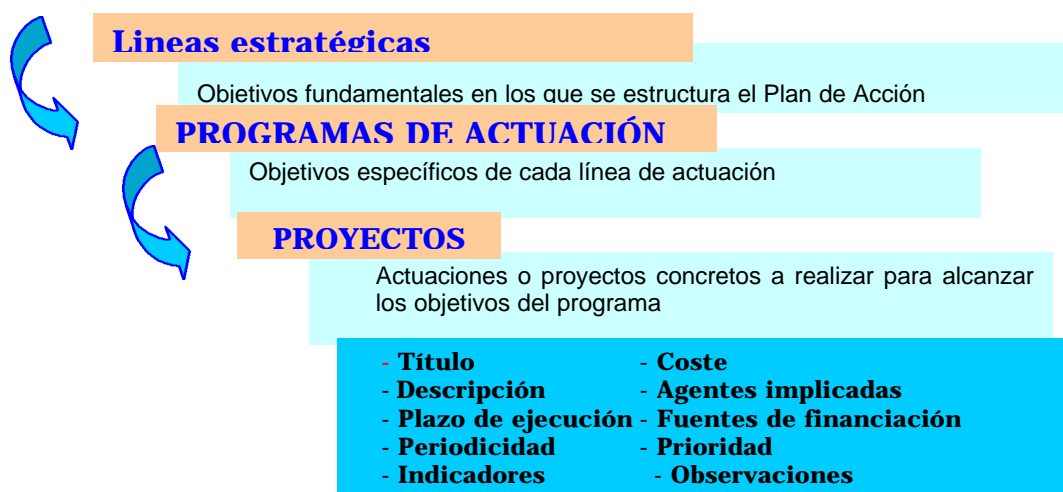 Lineas estratégicas
Objetivos fundamentales en los que se estructura el Plan de Acción
PROGRAMAS DE ACTUACIÓN
Objetivos específicos de cada línea de actuación
PROYECTOS
Actuaciones o proyectos concretos a realizar para alcanzar
los objetivos del programa
- Título - Coste
- Descripción - Agentes implicadas
- Plazo de ejecución - Fuentes de financiación
- Periodicidad - Prioridad
- Indicadores - Observaciones